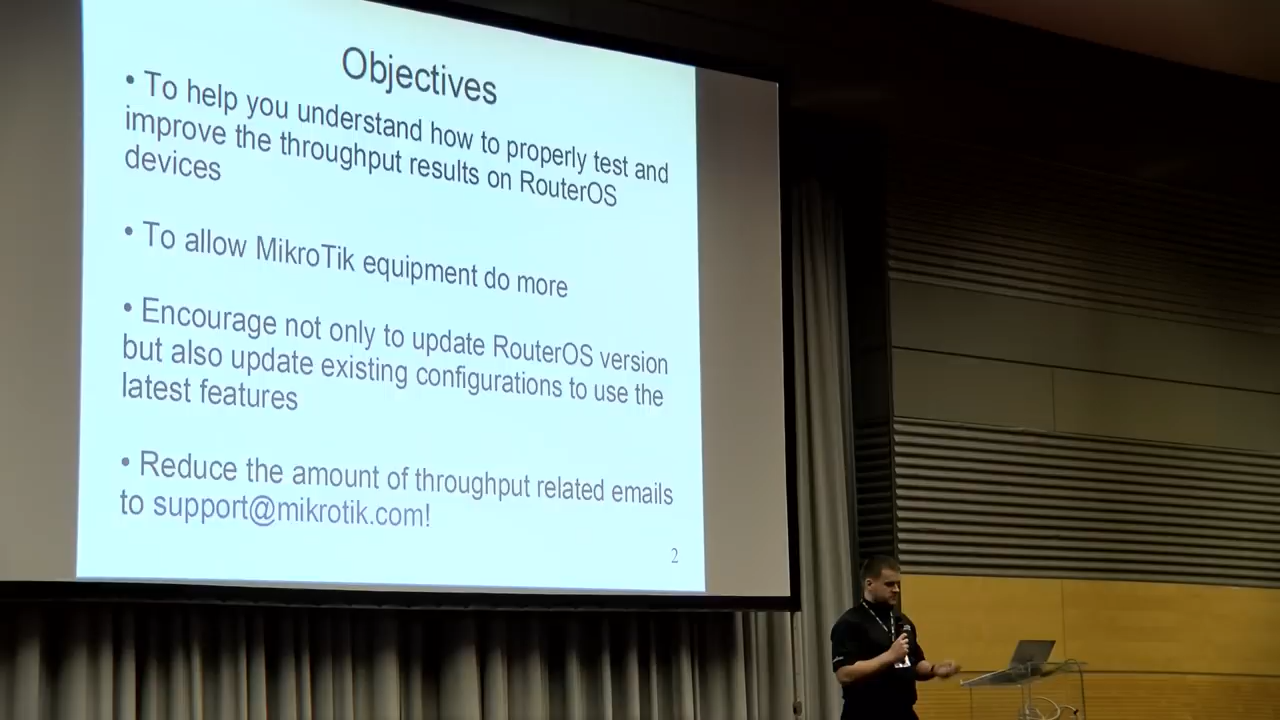 Objectives
• To help you understand how to properly test and
improve the throughput results on RouterOS
devices
• To allow MikroTik equipment do more
• Encourage not only to update RouterOS version
but also update existing configurations to use the
latest features
• Reduce the amount of throughput related emails
to support@mikrotik.com!
2